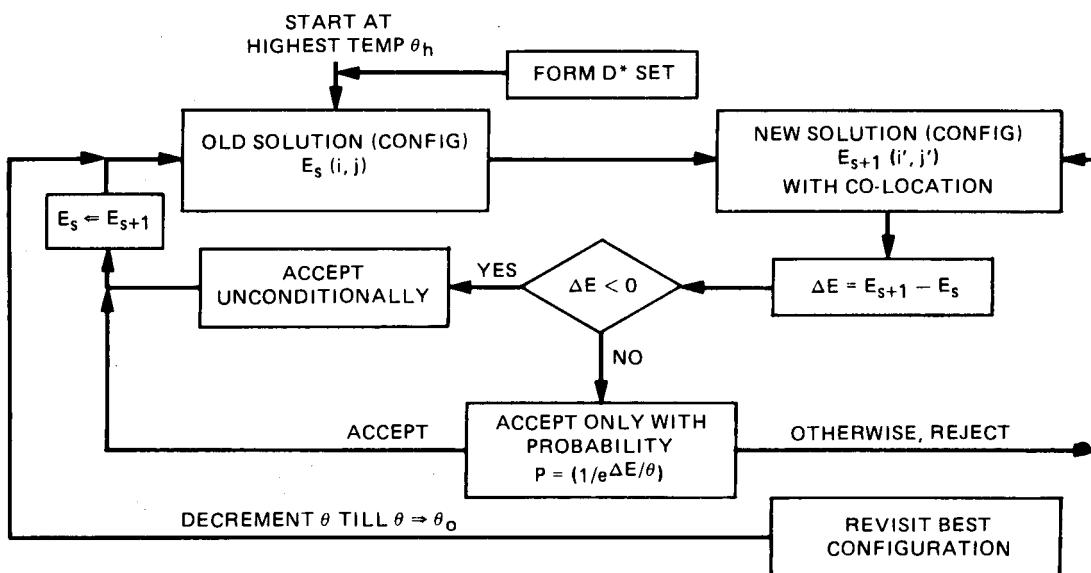 START AT
HIGHEST TEMP θh
FORM D* SET
OLD SOLUTION (CONFIG)
Es (i, j)
NEW SOLUTION (CONFIG)
Es+1 (i′, j′)
WITH CO-LOCATION
Es ⇐ Es+1
ACCEPT
UNCONDITIONALLY
YES
ΔE < 0
ΔE = Es+1 − Es
NO
ACCEPT
ACCEPT ONLY WITH
PROBABILITY
P = (1/e^ΔE/θ)
OTHERWISE, REJECT
DECREMENT θ TILL θ ⇒ θo
REVISIT BEST
CONFIGURATION